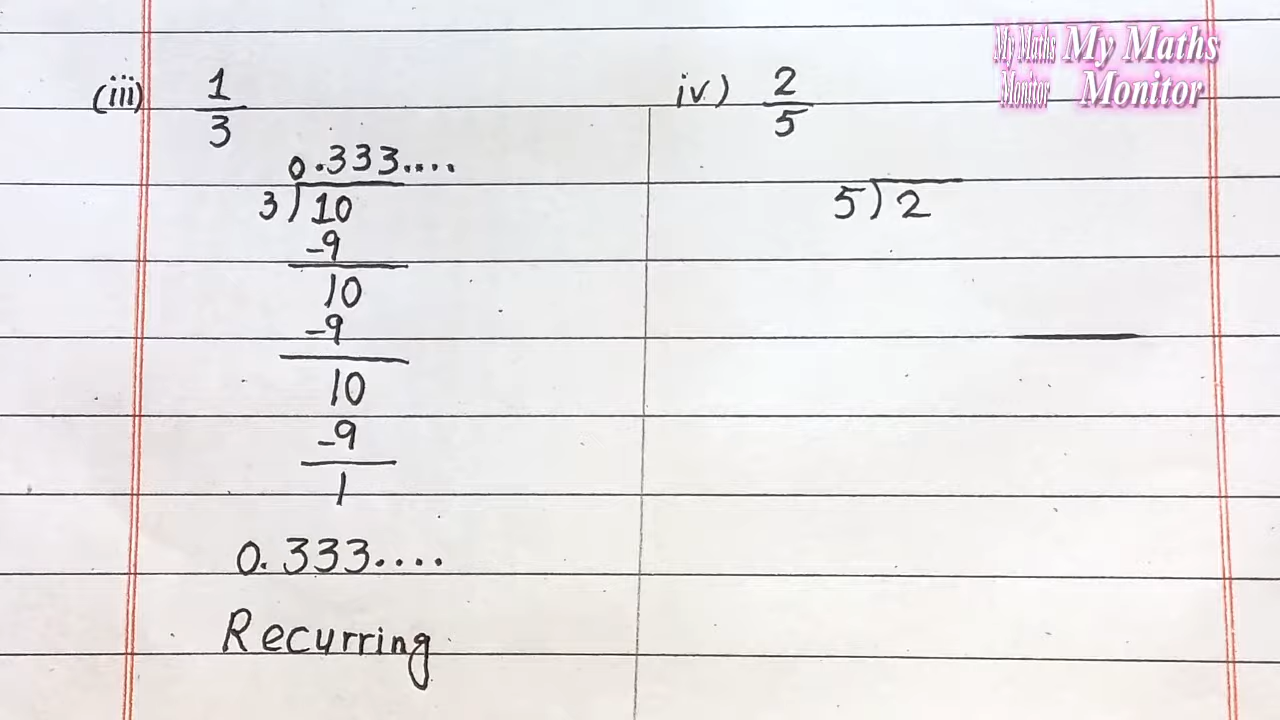 (iii) 1/3
0.333....
3)10
-9
10
-9
10
-9
1
0.333....
Recurring
iv.) 2/5
5)2
My Maths Monitor
My Maths Monitor